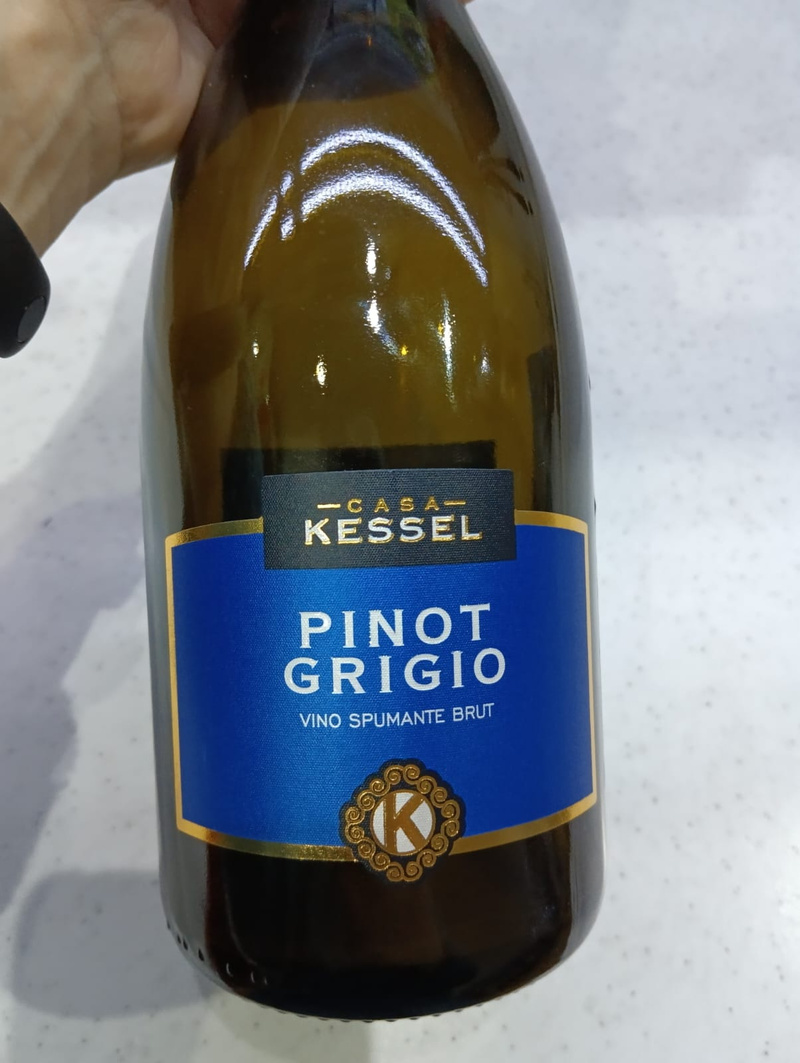 CASA
KESSEL
PINOT
GRIGIO
VINO SPUMANTE BRUT
K